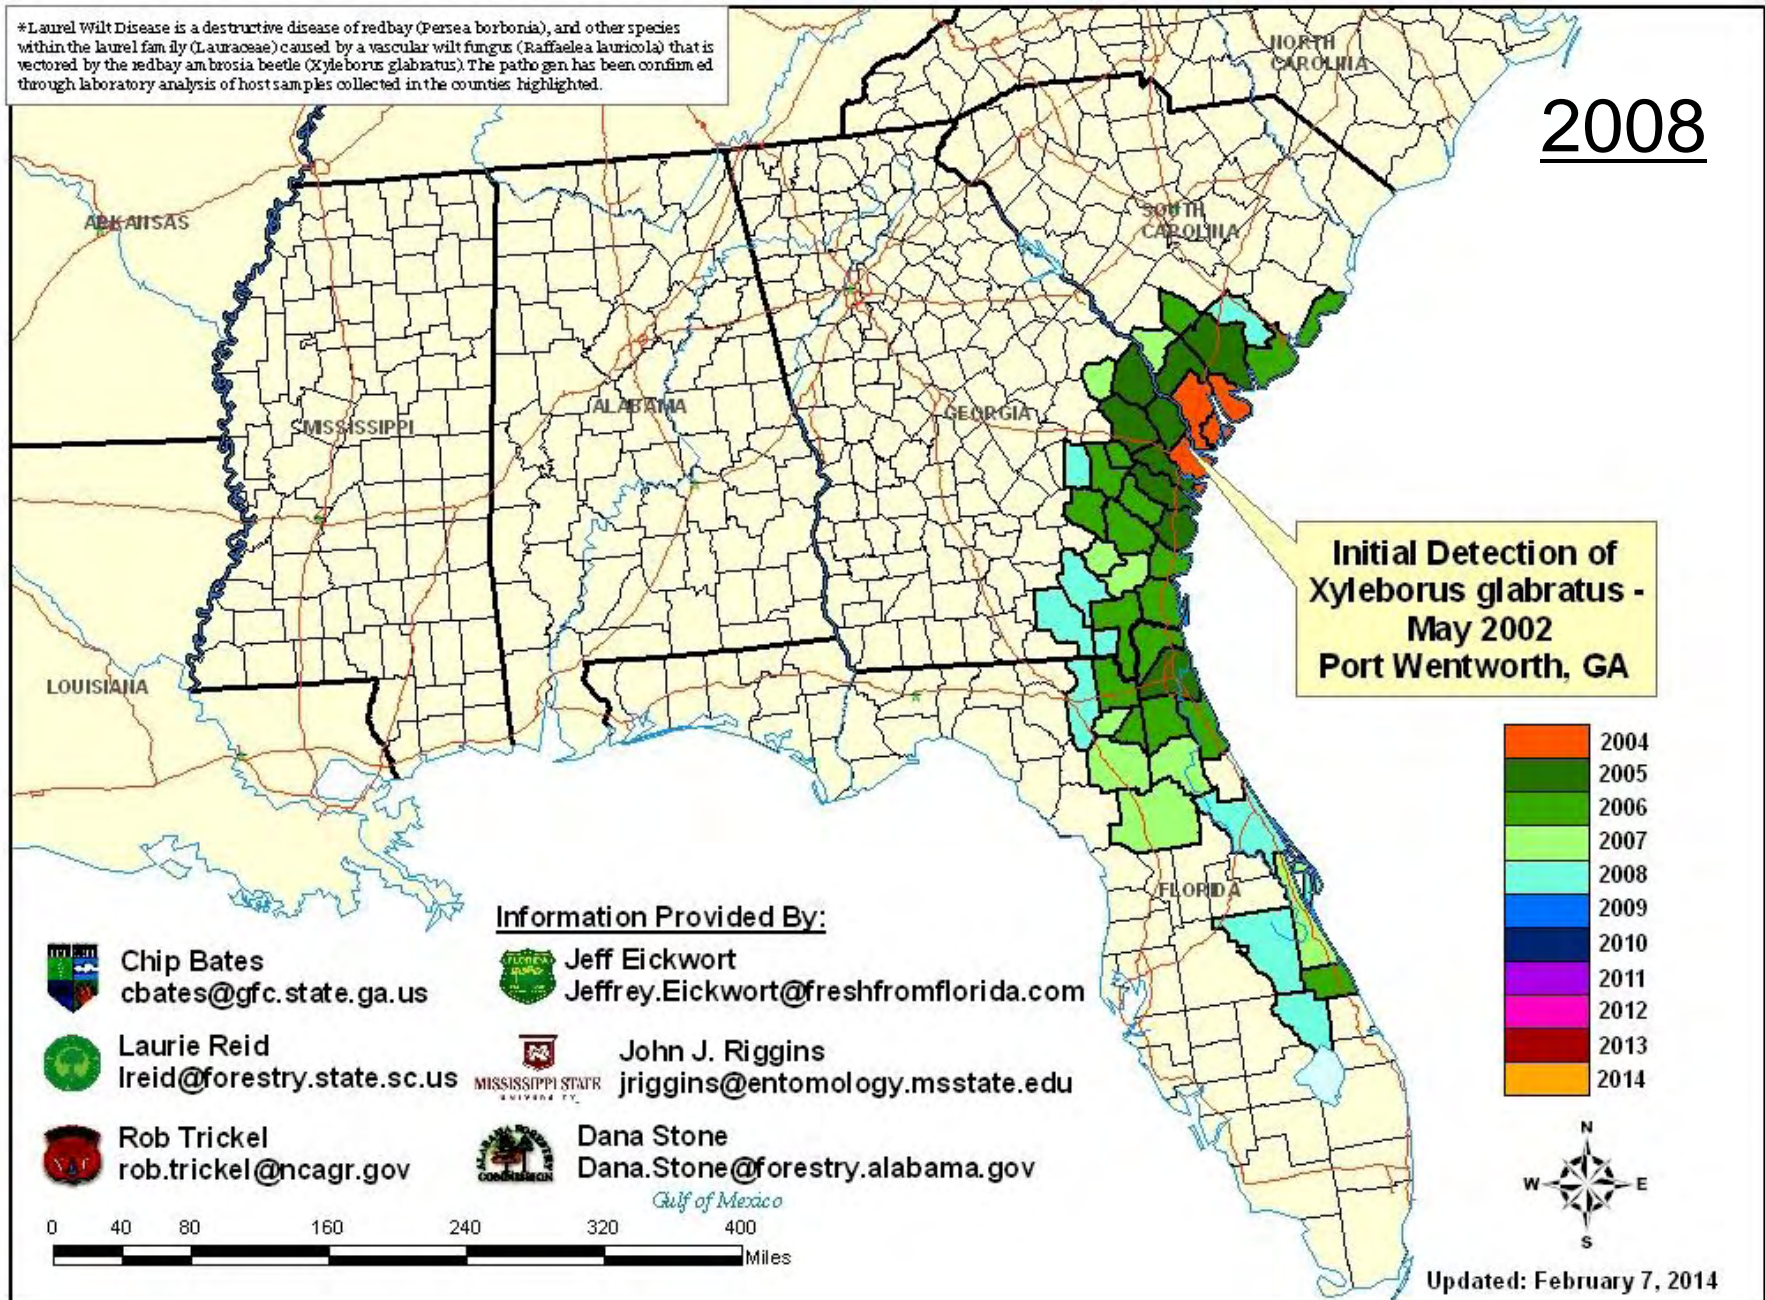 *Laurel Wilt Disease is a destructive disease of redbay (Persea borbonia), and other species
within the laurel family (Lauraceae) caused by a vascular wilt fungus (Raffaelea lauricola) that is
vectored by the redbay ambrosia beetle (Xyleborus glabratus). The pathogen has been confirmed
through laboratory analysis of host samples collected in the counties highlighted.
2008
NORTH
CAROLINA
SOUTH
CAROLINA
ARKANSAS
MISSISSIPPI
ALABAMA
GEORGIA
LOUISIANA
FLORIDA
Initial Detection of
Xyleborus glabratus -
May 2002
Port Wentworth, GA
2004
2005
2006
2007
2008
2009
2010
2011
2012
2013
2014
Information Provided By:
Chip Bates
cbates@gfc.state.ga.us
FLORIDA
Jeff Eickwort
Jeffrey.Eickwort@freshfromflorida.com
Laurie Reid
lreid@forestry.state.sc.us
MISSISSIPPI STATE
UNIVERSITY
John J. Riggins
jriggins@entomology.msstate.edu
Rob Trickel
rob.trickel@ncagr.gov
ALABAMA FORESTRY
COMMISSION
Dana Stone
Dana.Stone@forestry.alabama.gov
Gulf of Mexico
0 40 80 160 240 320 400
Miles
N
W E
S
Updated: February 7, 2014